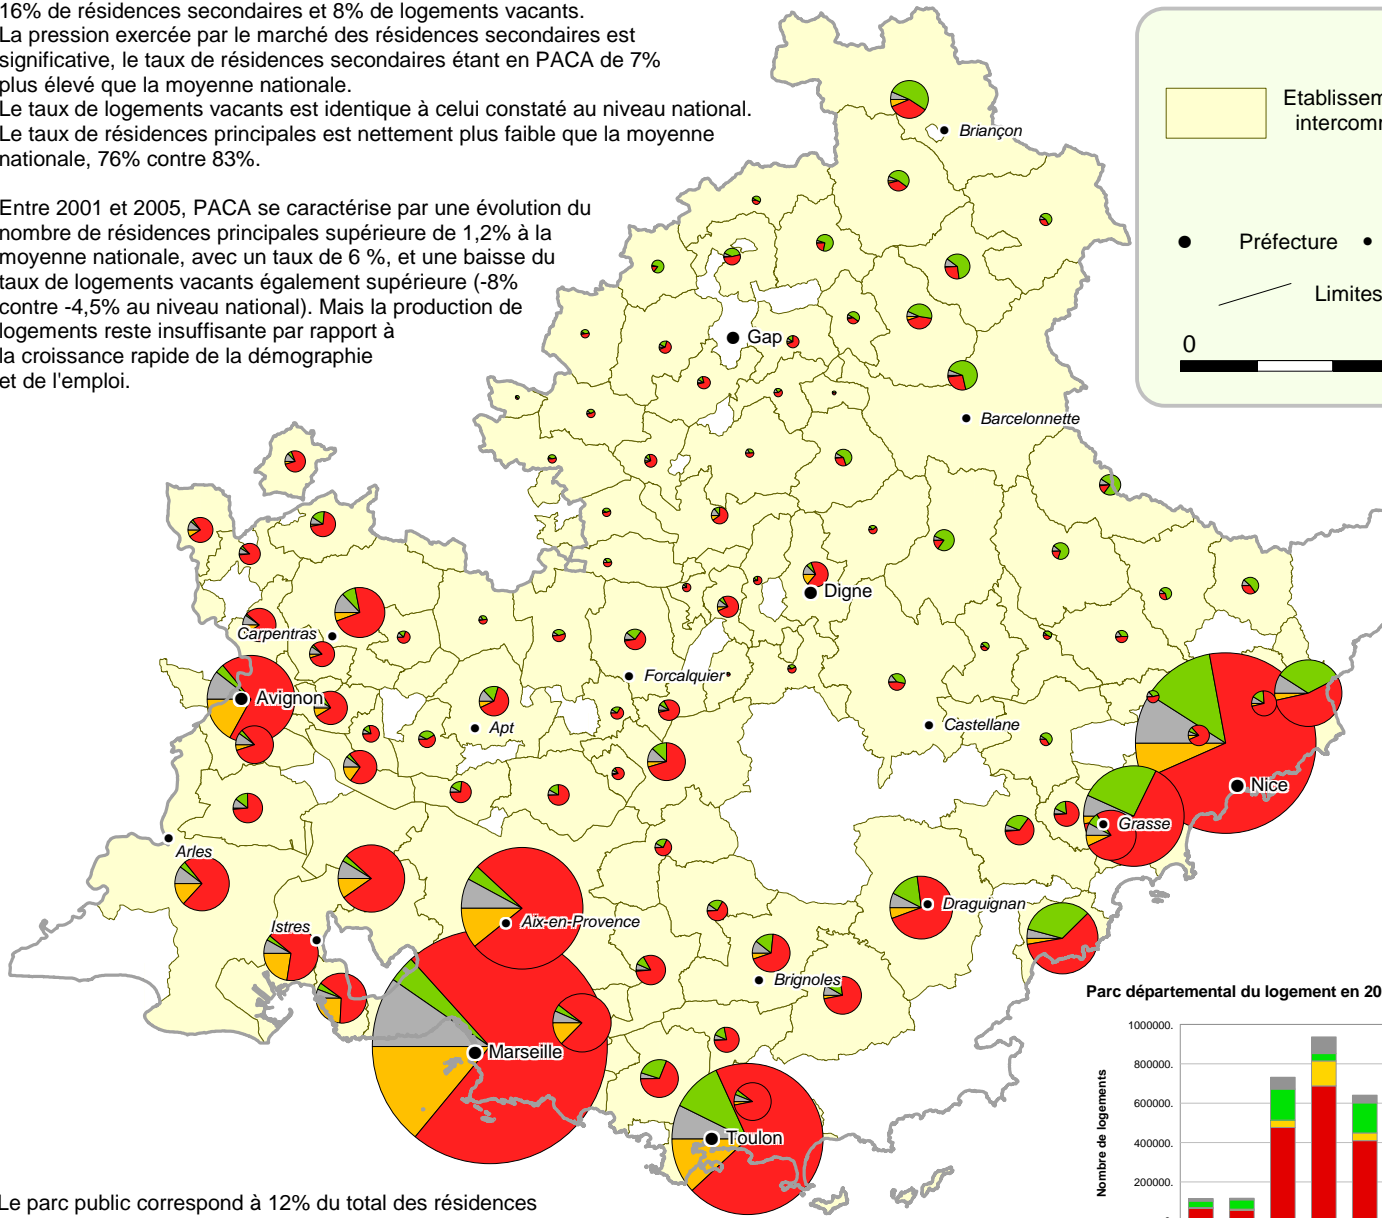 16% de résidences secondaires et 8% de logements vacants.
La pression exercée par le marché des résidences secondaires est
significative, le taux de résidences secondaires étant en PACA de 7%
plus élevé que la moyenne nationale.
Le taux de logements vacants est identique à celui constaté au niveau national.
Le taux de résidences principales est nettement plus faible que la moyenne
nationale, 76% contre 83%.
Entre 2001 et 2005, PACA se caractérise par une évolution du
nombre de résidences principales supérieure de 1,2% à la
moyenne nationale, avec un taux de 6 %, et une baisse du
taux de logements vacants également supérieure (-8%
contre -4,5% au niveau national). Mais la production de
logements reste insuffisante par rapport à
la croissance rapide de la démographie
et de l'emploi.
Etablissem
intercomm
Préfecture
Limites
0
Briançon
Gap
Barcelonnette
Digne
Carpentras
Forcalquier
Avignon
Apt
Castellane
Nice
Grasse
Arles
Draguignan
Aix-en-Provence
Istres
Brignoles
Marseille
Toulon
Parc départemental du logement en 20
Nombre de logements
1000000.
800000.
600000.
400000.
200000.
Le parc public correspond à 12% du total des résidences